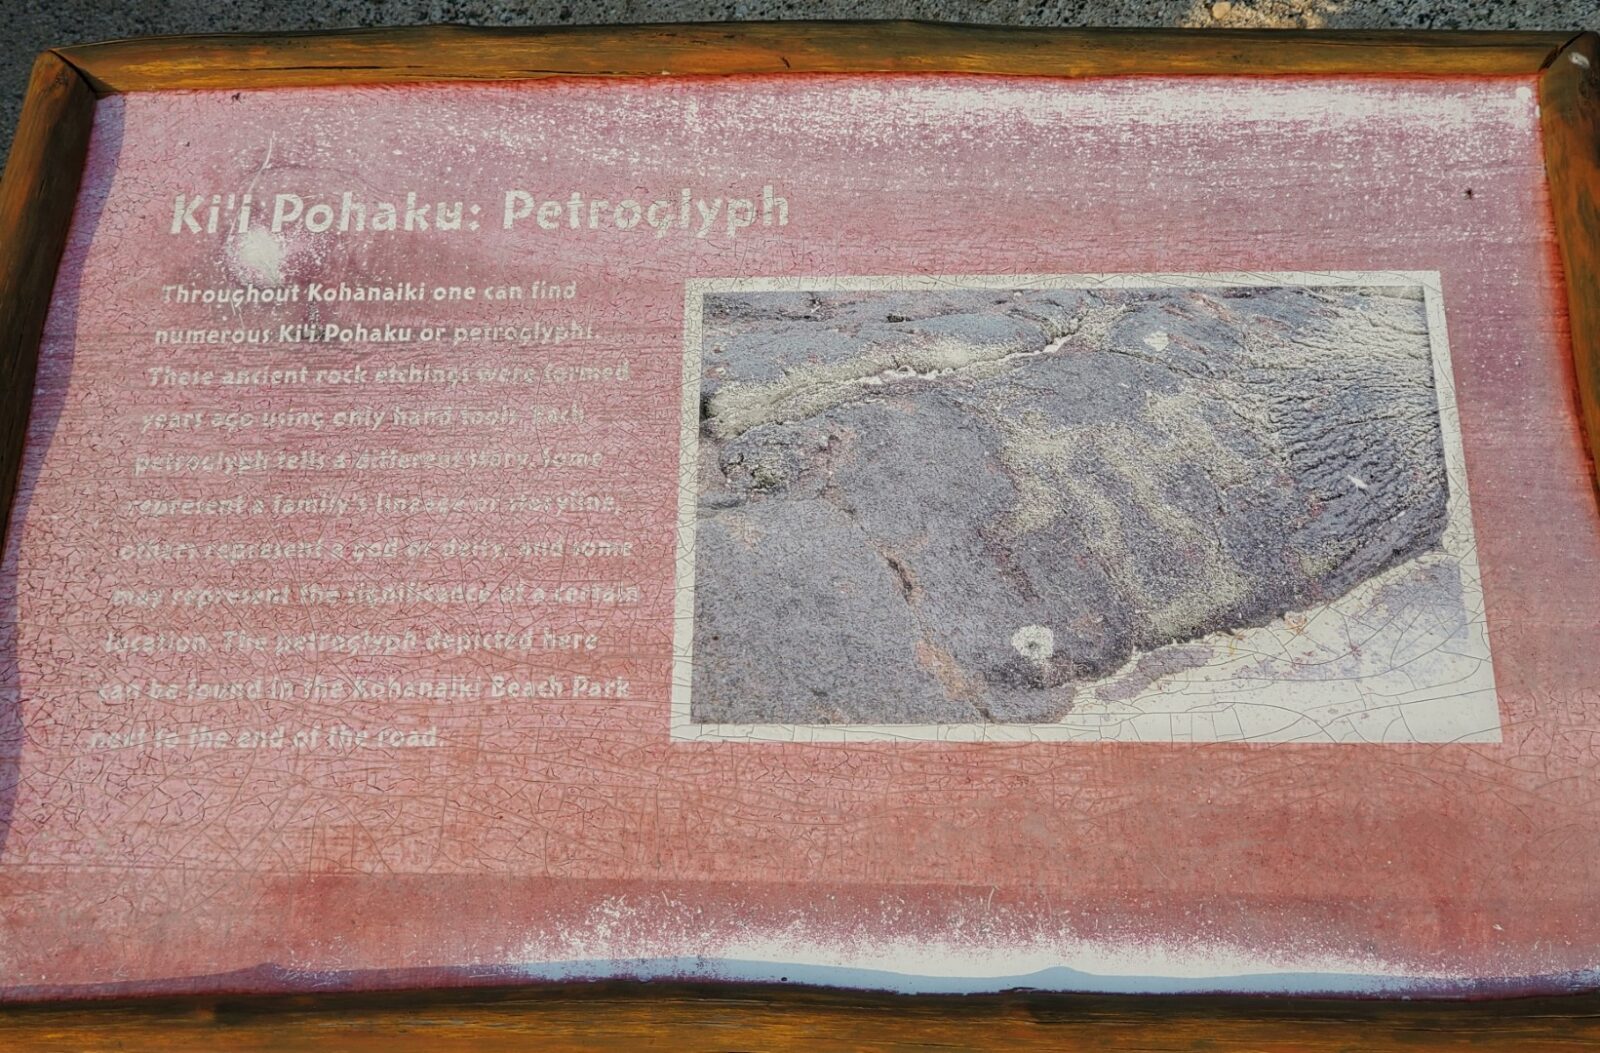 Ki'i Pohaku: Petroglyph
Throughout Kohanaiki one can find
numerous Ki'i Pohaku or petroglyphs.
These ancient rock etchings were formed
years ago using only hand tools. Each
petroglyph tells a different story. Some
represent a family's lineage or storyline,
others represent a god or deity, and some
may represent the significance of a certain
location. The petroglyph depicted here
can be found in the Kohanaiki Beach Park
next to the end of the road.